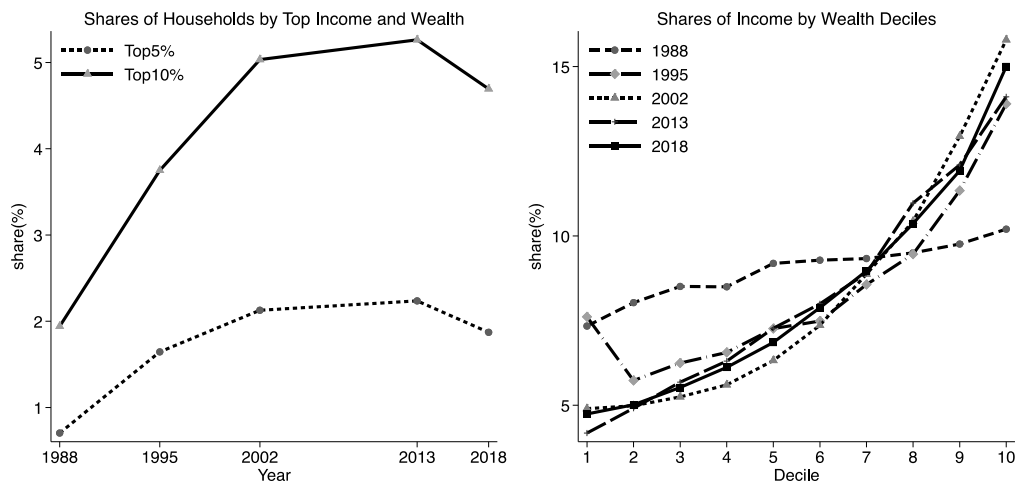 Shares of Households by Top Income and Wealth
Top5%
Top10%
5
4
3
2
1
share(%)
1988 1995 2002 2013 2018
Year
Shares of Income by Wealth Deciles
1988
1995
2002
2013
2018
15
10
5
share(%)
1 2 3 4 5 6 7 8 9 10
Decile